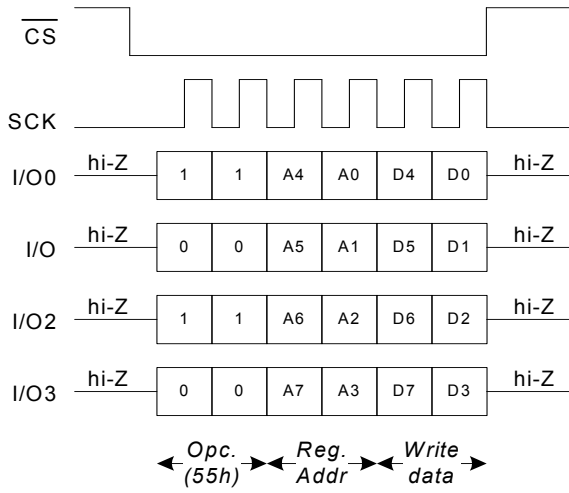 CS
SCK
I/O0 hi-Z 1 1 A4 A0 D4 D0 hi-Z
I/O hi-Z 0 0 A5 A1 D5 D1 hi-Z
I/O2 hi-Z 1 1 A6 A2 D6 D2 hi-Z
I/O3 hi-Z 0 0 A7 A3 D7 D3 hi-Z
Opc. Reg. Write
(55h) Addr data